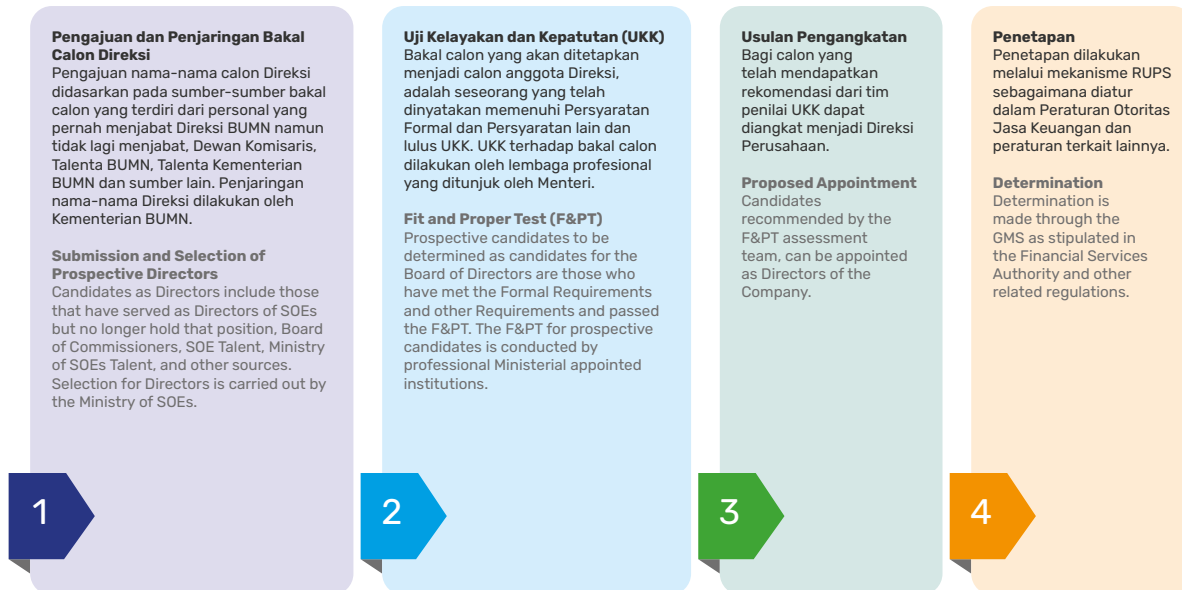 Pengajuan dan Penjaringan Bakal
Calon Direksi
Pengajuan nama-nama calon Direksi
didasarkan pada sumber-sumber bakal
calon yang terdiri dari personal yang
pernah menjabat Direksi BUMN namun
tidak lagi menjabat, Dewan Komisaris,
Talenta BUMN, Talenta Kementerian
BUMN dan sumber lain. Penjaringan
nama-nama Direksi dilakukan oleh
Kementerian BUMN.
Submission and Selection of
Prospective Directors
Candidates as Directors include those
that have served as Directors of SOEs
but no longer hold that position, Board
of Commissioners, SOE Talent, Ministry
of SOEs Talent, and other sources.
Selection for Directors is carried out by
the Ministry of SOEs.
1
Uji Kelayakan dan Kepatutan (UKK)
Bakal calon yang akan ditetapkan
menjadi calon anggota Direksi,
adalah seseorang yang telah
dinyatakan memenuhi Persyaratan
Formal dan Persyaratan lain dan
lulus UKK. UKK terhadap bakal calon
dilakukan oleh lembaga profesional
yang ditunjuk oleh Menteri.
Fit and Proper Test (F&PT)
Prospective candidates to be
determined as candidates for the
Board of Directors are those who
have met the Formal Requirements
and other Requirements and passed
the F&PT. The F&PT for prospective
candidates is conducted by
professional Ministerial appointed
institutions.
2
Usulan Pengangkatan
Bagi calon yang
telah mendapatkan
rekomendasi dari tim
penilai UKK dapat
diangkat menjadi Direksi
Perusahaan.
Proposed Appointment
Candidates
recommended by the
F&PT assessment
team, can be appointed
as Directors of the
Company.
3
Penetapan
Penetapan dilakukan
melalui mekanisme RUPS
sebagaimana diatur
dalam Peraturan Otoritas
Jasa Keuangan dan
peraturan terkait lainnya.
Determination
Determination is
made through the
GMS as stipulated in
the Financial Services
Authority and other
related regulations.
4